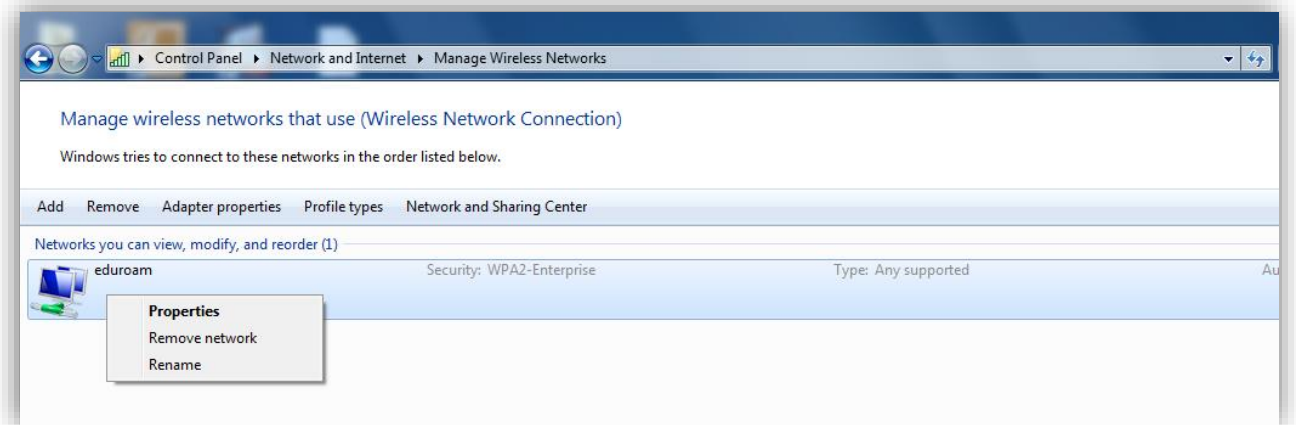 Control Panel ▸ Network and Internet ▸ Manage Wireless Networks
Manage wireless networks that use (Wireless Network Connection)
Windows tries to connect to these networks in the order listed below.
Add Remove Adapter properties Profile types Network and Sharing Center
Networks you can view, modify, and reorder (1)
eduroam Security: WPA2-Enterprise Type: Any supported Au
Properties
Remove network
Rename